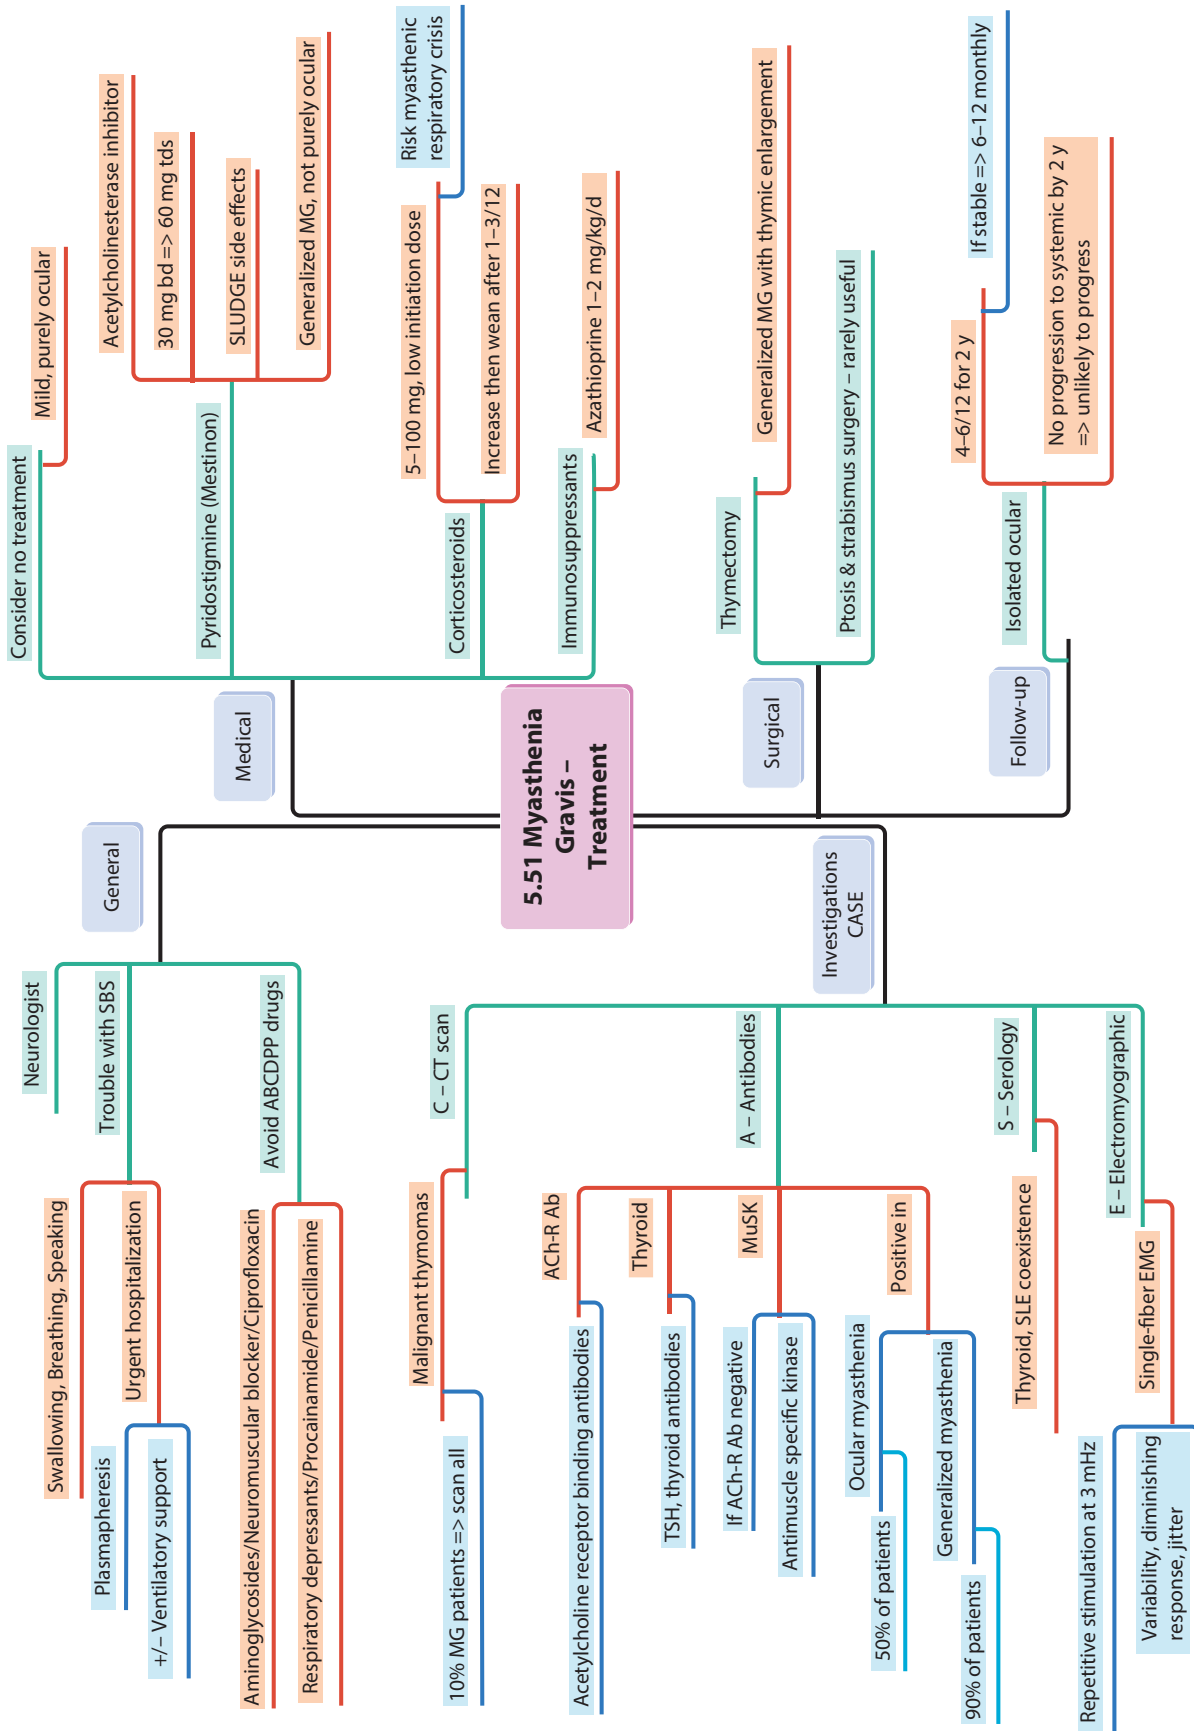 5.51 Myasthenia
Gravis –
Treatment
General
Neurologist
Trouble with SBS
Swallowing, Breathing, Speaking
Urgent hospitalization
Plasmapheresis
+/– Ventilatory support
Avoid ABCDPP drugs
Aminoglycosides/Neuromuscular blocker/Ciprofloxacin
Respiratory depressants/Procainamide/Penicillamine
Investigations
CASE
C – CT scan
Malignant thymomas
10% MG patients => scan all
A – Antibodies
ACh-R Ab
Acetylcholine receptor binding antibodies
Thyroid
TSH, thyroid antibodies
MuSK
If ACh-R Ab negative
Antimuscle specific kinase
Positive in
Ocular myasthenia
50% of patients
Generalized myasthenia
90% of patients
S – Serology
Thyroid, SLE coexistence
E – Electromyographic
Single-fiber EMG
Repetitive stimulation at 3 mHz
Variability, diminishing
response, jitter
Medical
Consider no treatment
Mild, purely ocular
Pyridostigmine (Mestinon)
Acetylcholinesterase inhibitor
30 mg bd => 60 mg tds
SLUDGE side effects
Generalized MG, not purely ocular
Corticosteroids
5–100 mg, low initiation dose
Risk myasthenic
respiratory crisis
Increase then wean after 1–3/12
Immunosuppressants
Azathioprine 1–2 mg/kg/d
Surgical
Thymectomy
Generalized MG with thymic enlargement
Ptosis & strabismus surgery – rarely useful
Follow-up
Isolated ocular
4–6/12 for 2 y
If stable => 6–12 monthly
No progression to systemic by 2 y
=> unlikely to progress